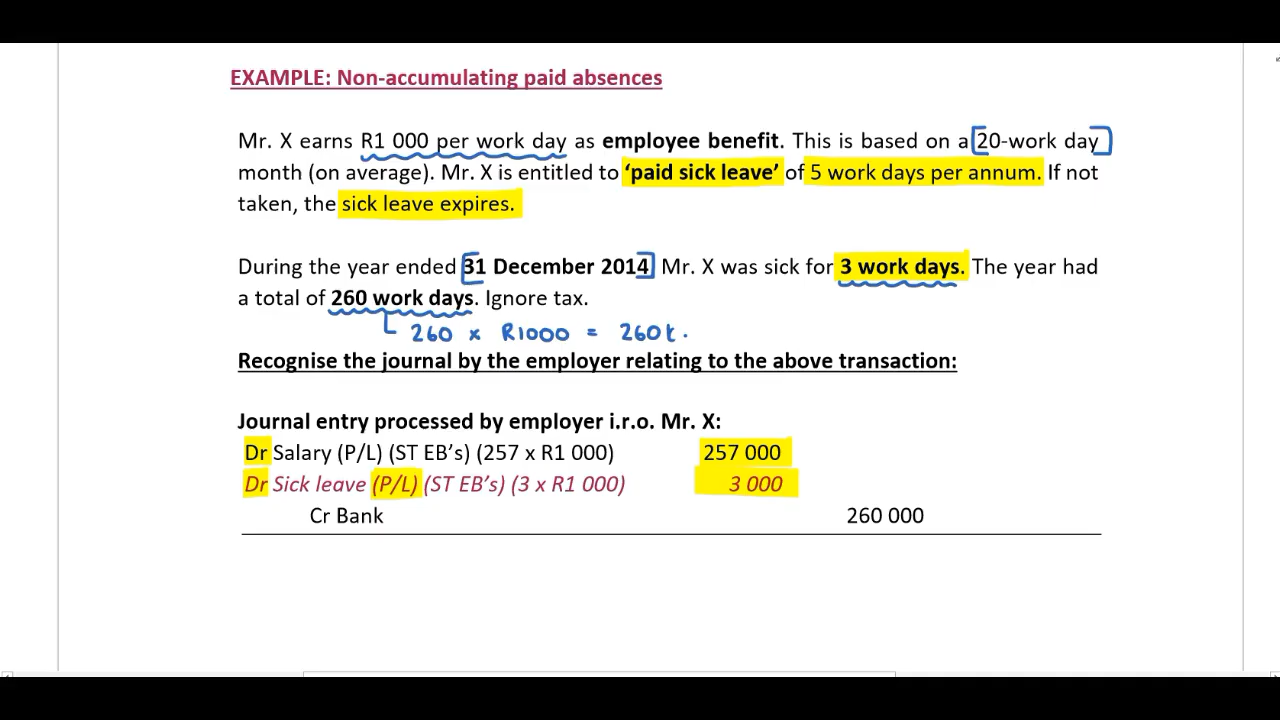 EXAMPLE: Non-accumulating paid absences
Mr. X earns R1 000 per work day as employee benefit. This is based on a 20-work day
month (on average). Mr. X is entitled to ‘paid sick leave’ of 5 work days per annum. If not
taken, the sick leave expires.
During the year ended 31 December 2014 Mr. X was sick for 3 work days. The year had
a total of 260 work days. Ignore tax.
260 x R1000 = 260t.
Recognise the journal by the employer relating to the above transaction:
Journal entry processed by employer i.r.o. Mr. X:
Dr Salary (P/L) (ST EB’s) (257 x R1 000) 257 000
Dr Sick leave (P/L) (ST EB’s) (3 x R1 000) 3 000
Cr Bank 260 000